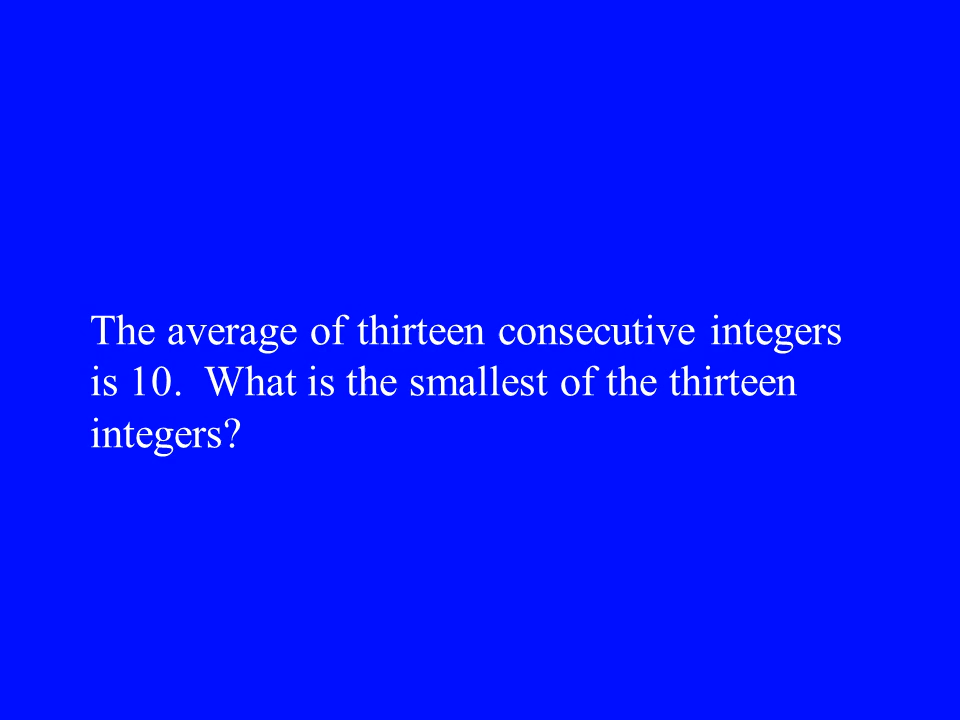 The average of thirteen consecutive integers
is 10.  What is the smallest of the thirteen
integers?